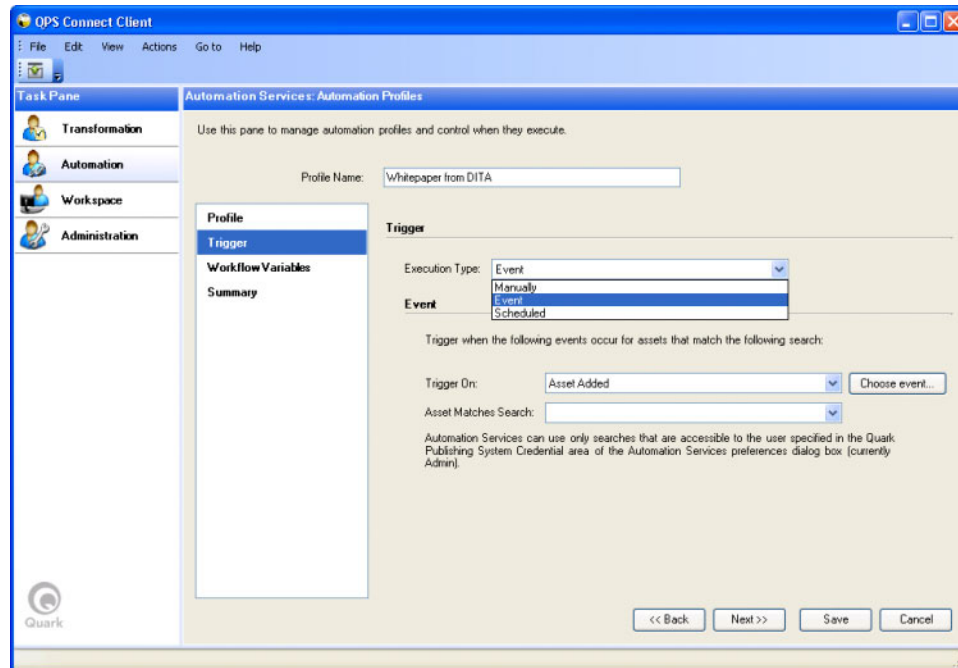 QPS Connect Client
File Edit View Actions Go to Help
Task Pane
Automation Services: Automation Profiles
Transformation
Automation
Workspace
Administration
Use this pane to manage automation profiles and control when they execute.
Profile Name: Whitepaper from DITA
Profile
Trigger
Workflow Variables
Summary
Trigger
Execution Type: Event
Manually
Event
Scheduled
Event
Trigger when the following events occur for assets that match the following search:
Trigger On: Asset Added Choose event...
Asset Matches Search:
Automation Services can use only searches that are accessible to the user specified in the Quark
Publishing System Credential area of the Automation Services preferences dialog box (currently
Admin).
Quark
<< Back Next >> Save Cancel